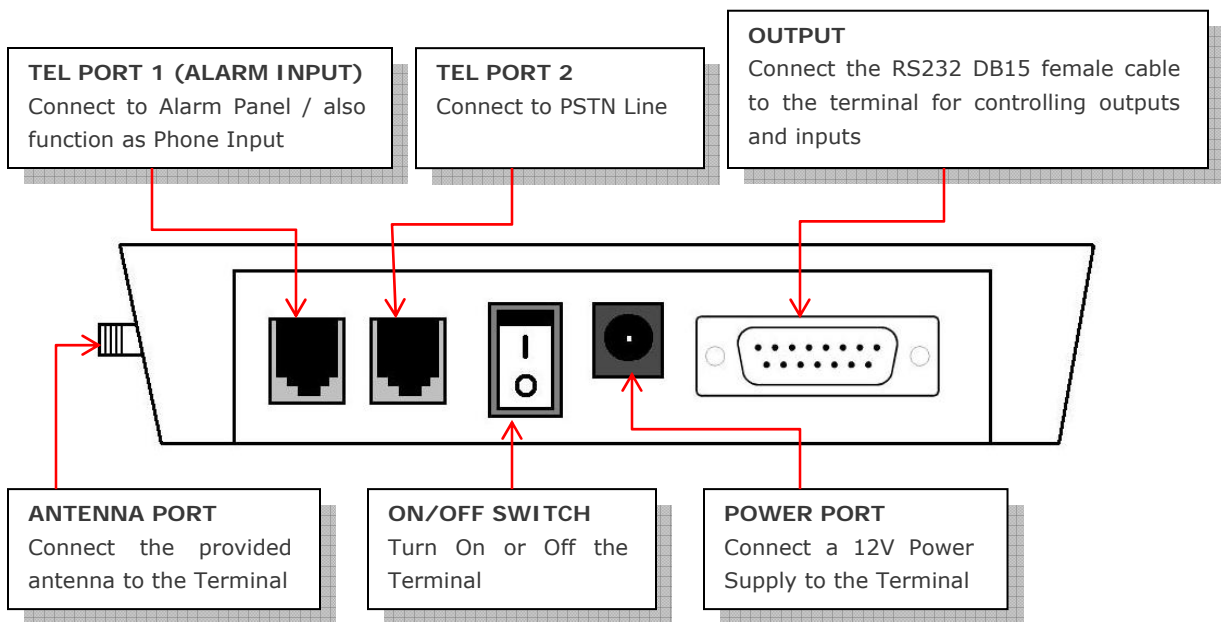 TEL PORT 1 (ALARM INPUT)
Connect to Alarm Panel / also
function as Phone Input
TEL PORT 2
Connect to PSTN Line
OUTPUT
Connect the RS232 DB15 female cable
to the terminal for controlling outputs
and inputs
ANTENNA PORT
Connect the provided
antenna to the Terminal
ON/OFF SWITCH
Turn On or Off the
Terminal
POWER PORT
Connect a 12V Power
Supply to the Terminal